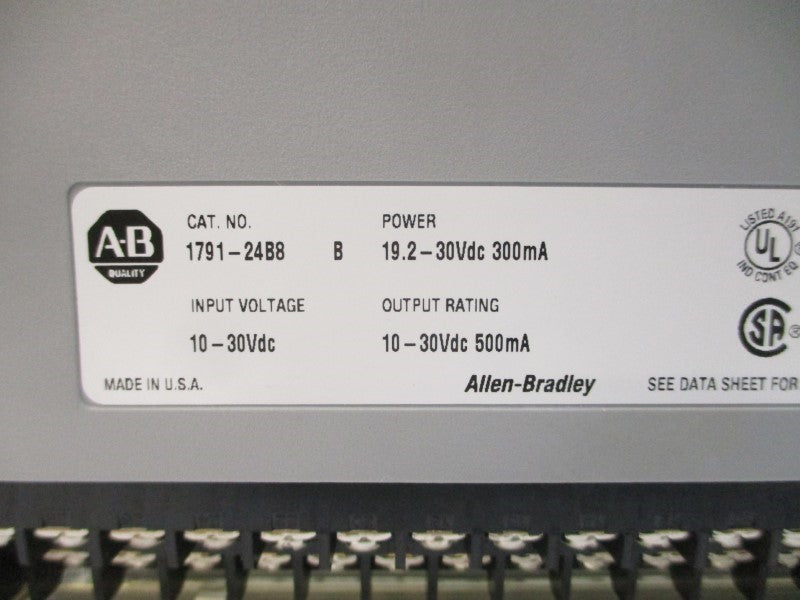 A-B
QUALITY
CAT. NO.
1791-24B8 B
POWER
19.2-30Vdc 300mA
INPUT VOLTAGE
10-30Vdc
OUTPUT RATING
10-30Vdc 500mA
MADE IN U.S.A.
Allen-Bradley
SEE DATA SHEET FOR
LISTED
UL
IND CONT EQ
SA